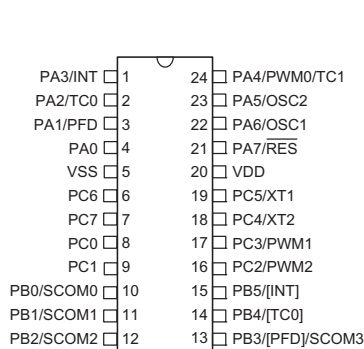 PA3/INT 1 24 PA4/PWM0/TC1
PA2/TC0 2 23 PA5/OSC2
PA1/PFD 3 22 PA6/OSC1
PA0 4 21 PA7/RES
VSS 5 20 VDD
PC6 6 19 PC5/XT1
PC7 7 18 PC4/XT2
PC0 8 17 PC3/PWM1
PC1 9 16 PC2/PWM2
PB0/SCOM0 10 15 PB5/[INT]
PB1/SCOM1 11 14 PB4/[TC0]
PB2/SCOM2 12 13 PB3/[PFD]/SCOM3